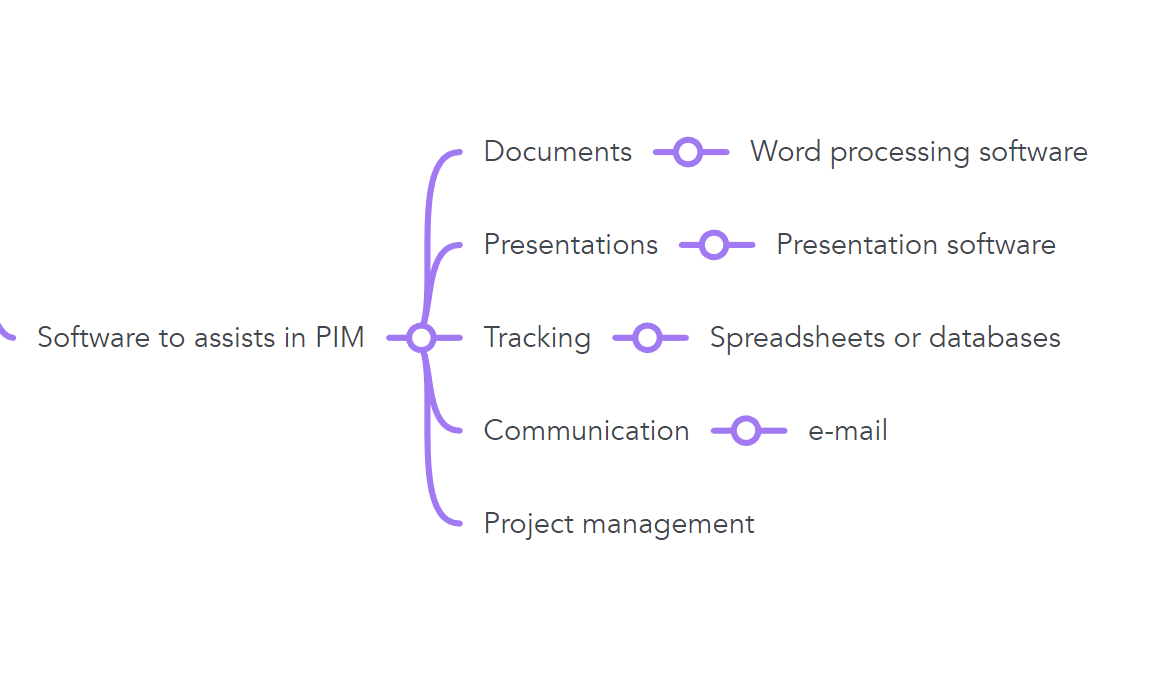 Documents
Word processing software
Presentations
Presentation software
Software to assists in PIM
Tracking
Spreadsheets or databases
Communication
e-mail
Project management